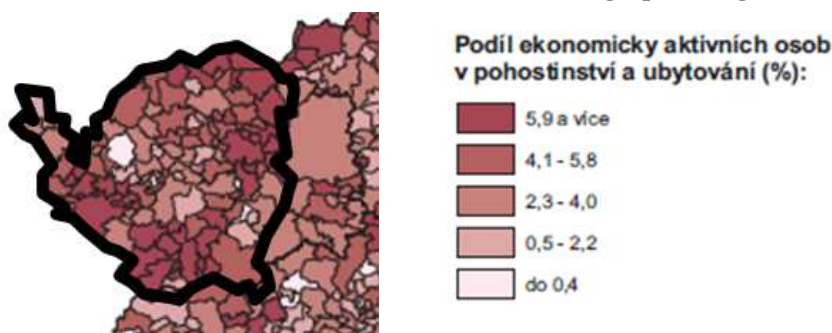 Podíl ekonomicky aktivních osob
v pohostinství a ubytování (%):
5,9 a více
4,1 - 5,8
2,3 - 4,0
0,5 - 2,2
do 0,4